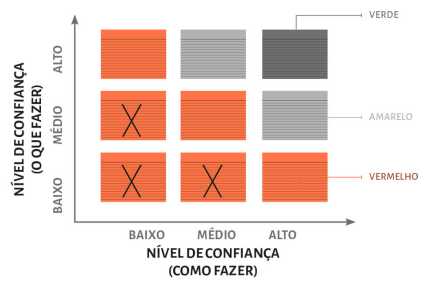 VERDE
ALTO
NÍVEL DE CONFIANÇA
(O QUE FAZER)
MÉDIO
AMARELO
BAIXO
VERMELHO
BAIXO MÉDIO ALTO
NÍVEL DE CONFIANÇA
(COMO FAZER)